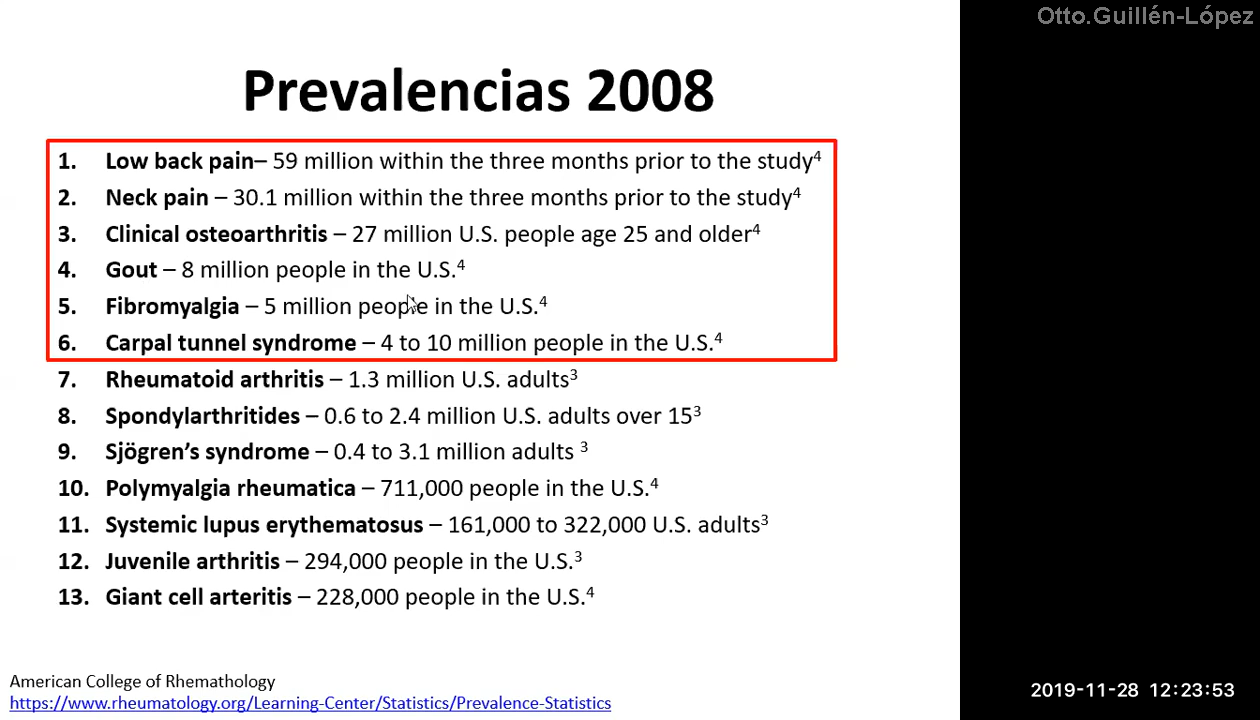 Otto.Guillén-López
Prevalencias 2008
1. Low back pain– 59 million within the three months prior to the study⁴
2. Neck pain – 30.1 million within the three months prior to the study⁴
3. Clinical osteoarthritis – 27 million U.S. people age 25 and older⁴
4. Gout – 8 million people in the U.S.⁴
5. Fibromyalgia – 5 million people in the U.S.⁴
6. Carpal tunnel syndrome – 4 to 10 million people in the U.S.⁴
7. Rheumatoid arthritis – 1.3 million U.S. adults³
8. Spondylarthritides – 0.6 to 2.4 million U.S. adults over 15³
9. Sjögren’s syndrome – 0.4 to 3.1 million adults ³
10. Polymyalgia rheumatica – 711,000 people in the U.S.⁴
11. Systemic lupus erythematosus – 161,000 to 322,000 U.S. adults³
12. Juvenile arthritis – 294,000 people in the U.S.³
13. Giant cell arteritis – 228,000 people in the U.S.⁴
American College of Rhemathology
https://www.rheumatology.org/Learning-Center/Statistics/Prevalence-Statistics
2019-11-28 12:23:53